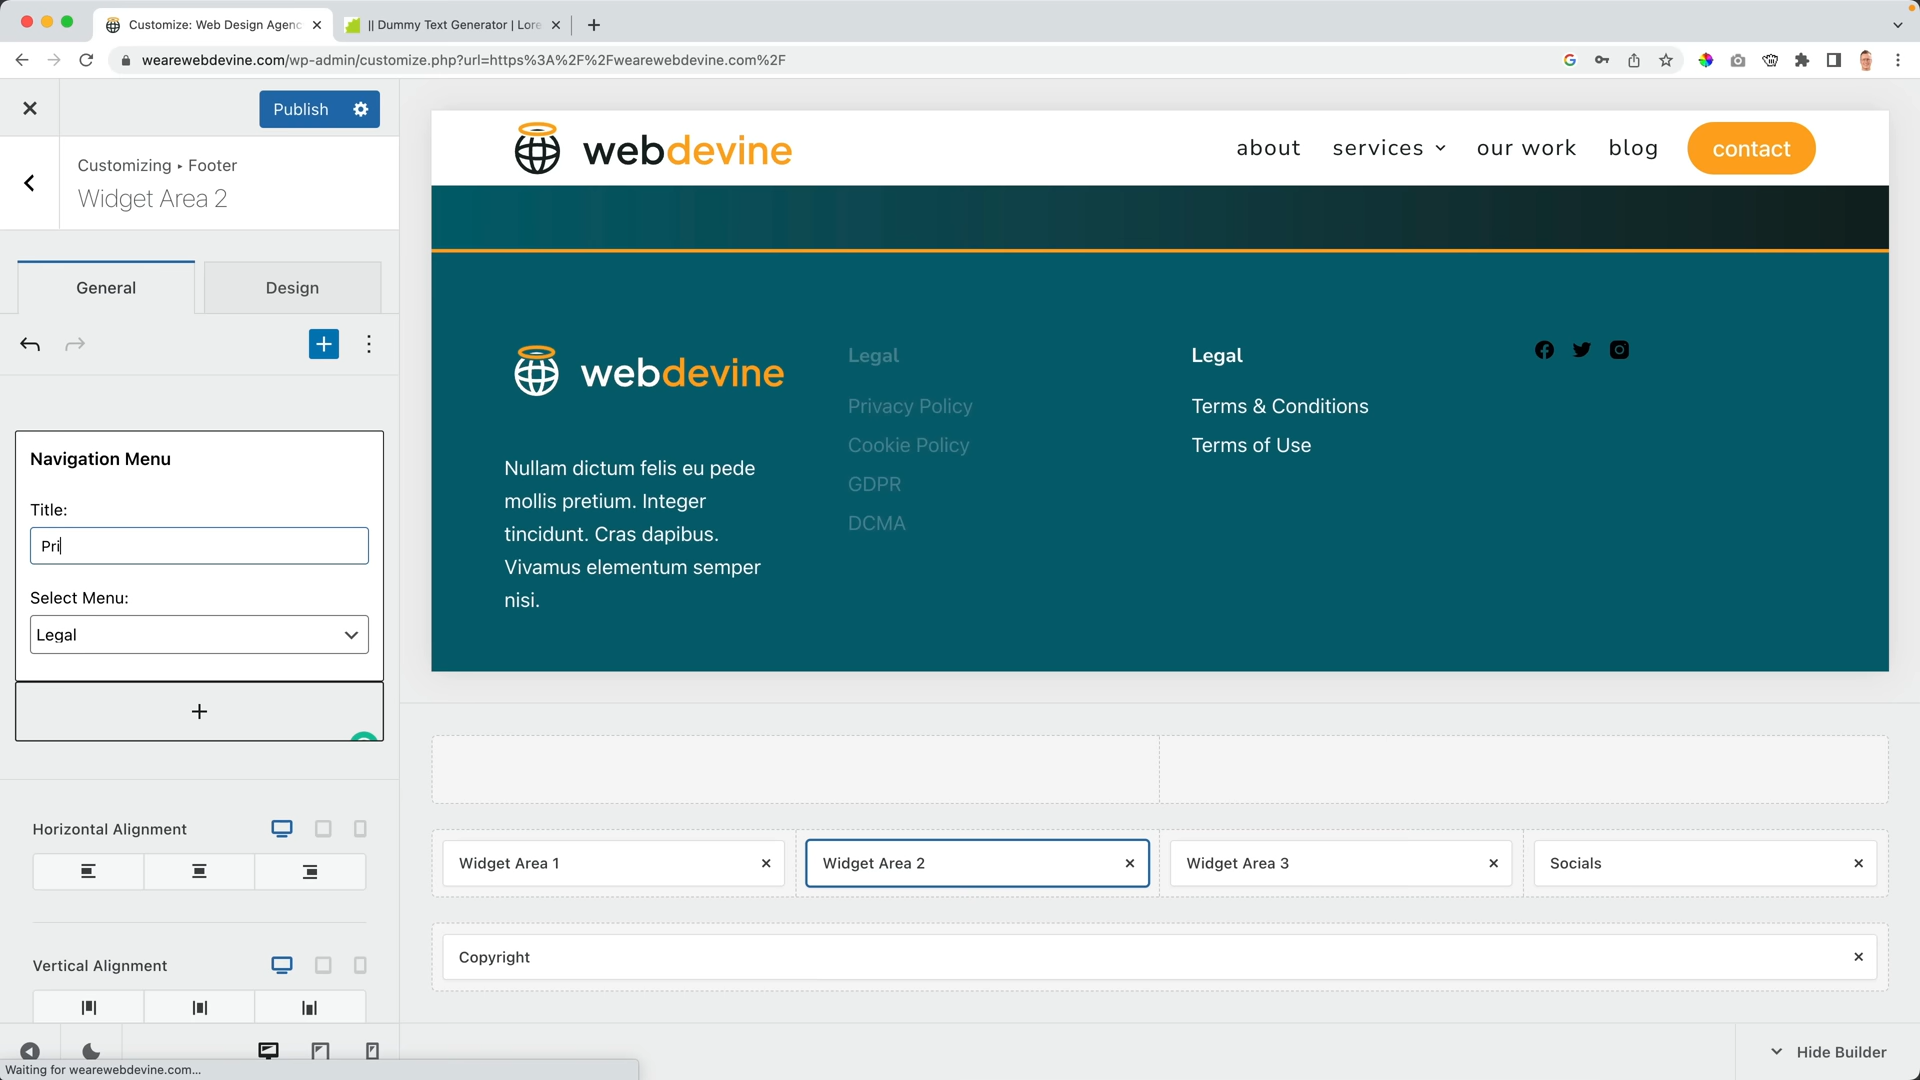 Customize: Web Design Agenc
|| Dummy Text Generator | Lore
wearewebdevine.com/wp-admin/customize.php?url=https%3A%2F%2Fwearewebdevine.com%2F
Publish
Customizing ▸ Footer
Widget Area 2
General
Design
Navigation Menu
Title:
Pri
Select Menu:
Legal
Horizontal Alignment
Vertical Alignment
Waiting for wearewebdevine.com...
webdevine
about
services
our work
blog
contact
webdevine
Nullam dictum felis eu pede
mollis pretium. Integer
tincidunt. Cras dapibus.
Vivamus elementum semper
nisi.
Legal
Privacy Policy
Cookie Policy
GDPR
DCMA
Legal
Terms & Conditions
Terms of Use
Widget Area 1
Widget Area 2
Widget Area 3
Socials
Copyright
Hide Builder